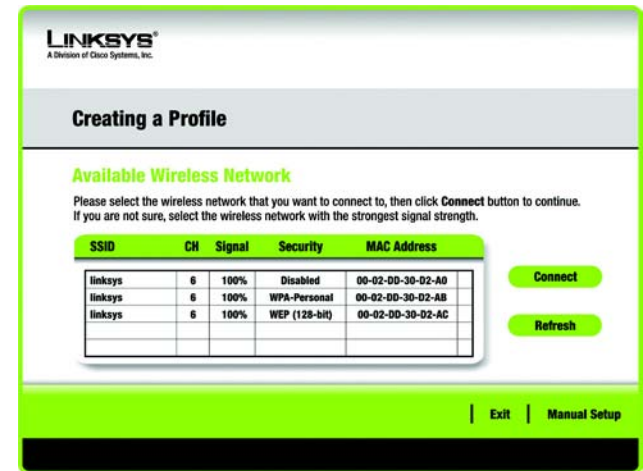 LINKSYS®
A Division of Cisco Systems, Inc.
Creating a Profile
Available Wireless Network
Please select the wireless network that you want to connect to, then click Connect button to continue.
If you are not sure, select the wireless network with the strongest signal strength.
SSID CH Signal Security MAC Address
linksys 6 100% Disabled 00-02-DD-30-D2-A0
linksys 6 100% WPA-Personal 00-02-DD-30-D2-AB
linksys 6 100% WEP (128-bit) 00-02-DD-30-D2-AC
Connect
Refresh
Exit | Manual Setup